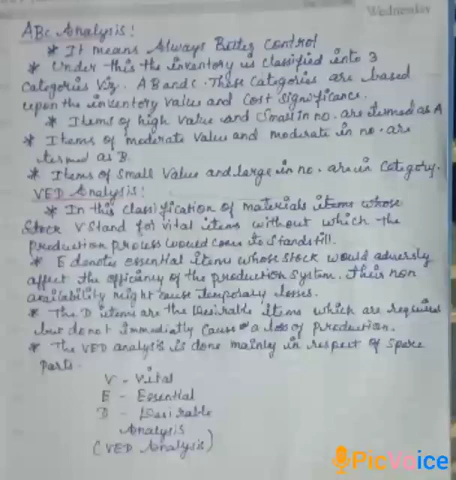 Wednesday
ABC Analysis:
* It means Always Better Control
* Under this the inventory is classified into 3
Categories Viz. A B and C. These Categories are based
upon the inventory value and Cost Significance.
* Items of high value and Small in no. are termed as A
* Items of moderate Value and moderate in no. are
termed as B.
* Items of Small Value and large in no. are in Category.
VED Analysis:
* In this classification of materials items whose
Stock V Stand for vital items without which the
production process would come to Standstill.
* E denotes essential items whose stock would adversly
affect the efficiency of the production System. Their non
availability might cause temporary losses.
* The D items are the Desirable items which are required
but do not immediatly Cause a loss of production.
* The VED analysis is done mainly in respect of Spare
Parts.
V - Vital
E - Essential
D - Desirable
Analysis
(VED Analysis)
PicVoice